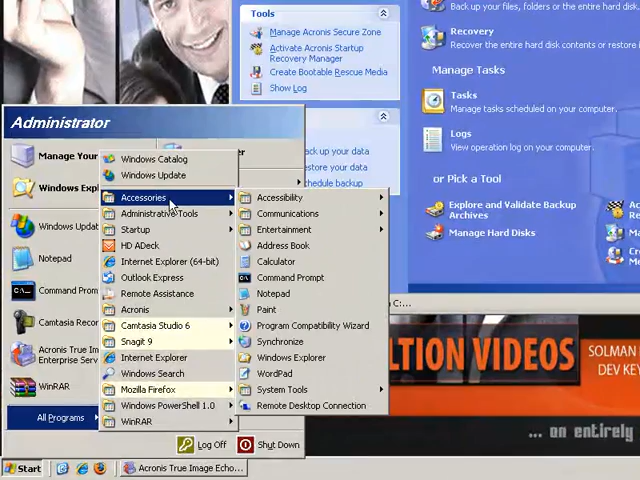 Back up your files, folders or the entire hard disk.
Tools
Manage Acronis Secure Zone
Activate Acronis Startup
Recovery Manager
Create Bootable Rescue Media
Show Log
Recovery
Recover the entire hard disk contents or restore
Manage Tasks
Tasks
Manage tasks scheduled on your computer.
Logs
View operation log on your computer.
or Pick a Tool
Explore and Validate Backup
Archives
Manage Hard Disks
Administrator
Manage Your
Windows Expl
Windows Updat
Notepad
Command Prom
Camtasia Recor
Acronis True Im
Enterprise Serv
WinRAR
All Programs
Log Off
Shut Down
Windows Catalog
Windows Update
Accessories
Administrative Tools
Startup
HD ADeck
Internet Explorer (64-bit)
Outlook Express
Remote Assistance
Acronis
Camtasia Studio 6
Snagit 9
Internet Explorer
Windows Search
Mozilla Firefox
Windows PowerShell 1.0
WinRAR
Accessibility
Communications
Entertainment
Address Book
Calculator
Command Prompt
Notepad
Paint
Program Compatibility Wizard
Synchronize
Windows Explorer
WordPad
System Tools
Remote Desktop Connection
ack up your data
estore your data
hedule backup
C:...
LTION VIDEOS
SOLMAN
DEV KEY
... on entirely
Start
Acronis True Image Echo...